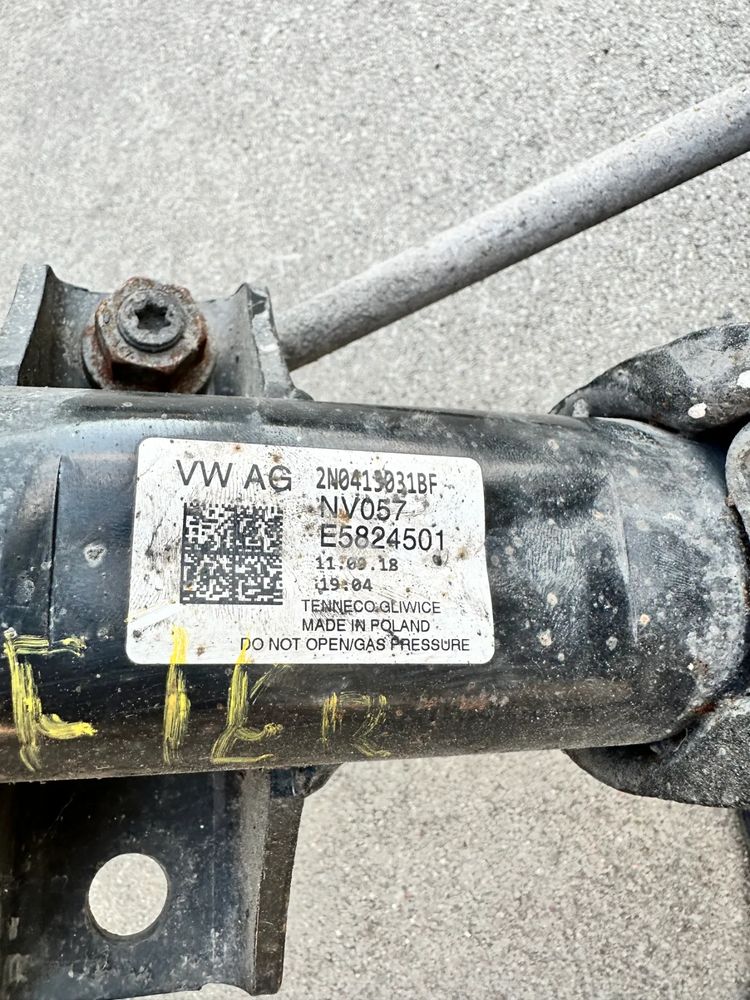 VW AG 2N0413031BF
NV057
E5824501
11.09.18
19:04
TENNECO GLIWICE
MADE IN POLAND
DO NOT OPEN/GAS PRESSURE